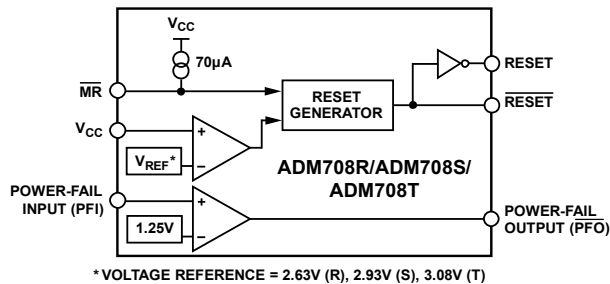 VCC
70µA
MR
RESET
GENERATOR
RESET
RESET
VCC
VREF*
+
−
ADM708R/ADM708S/
ADM708T
POWER-FAIL
INPUT (PFI)
1.25V
+
−
POWER-FAIL
OUTPUT (PFO)
* VOLTAGE REFERENCE = 2.63V (R), 2.93V (S), 3.08V (T)